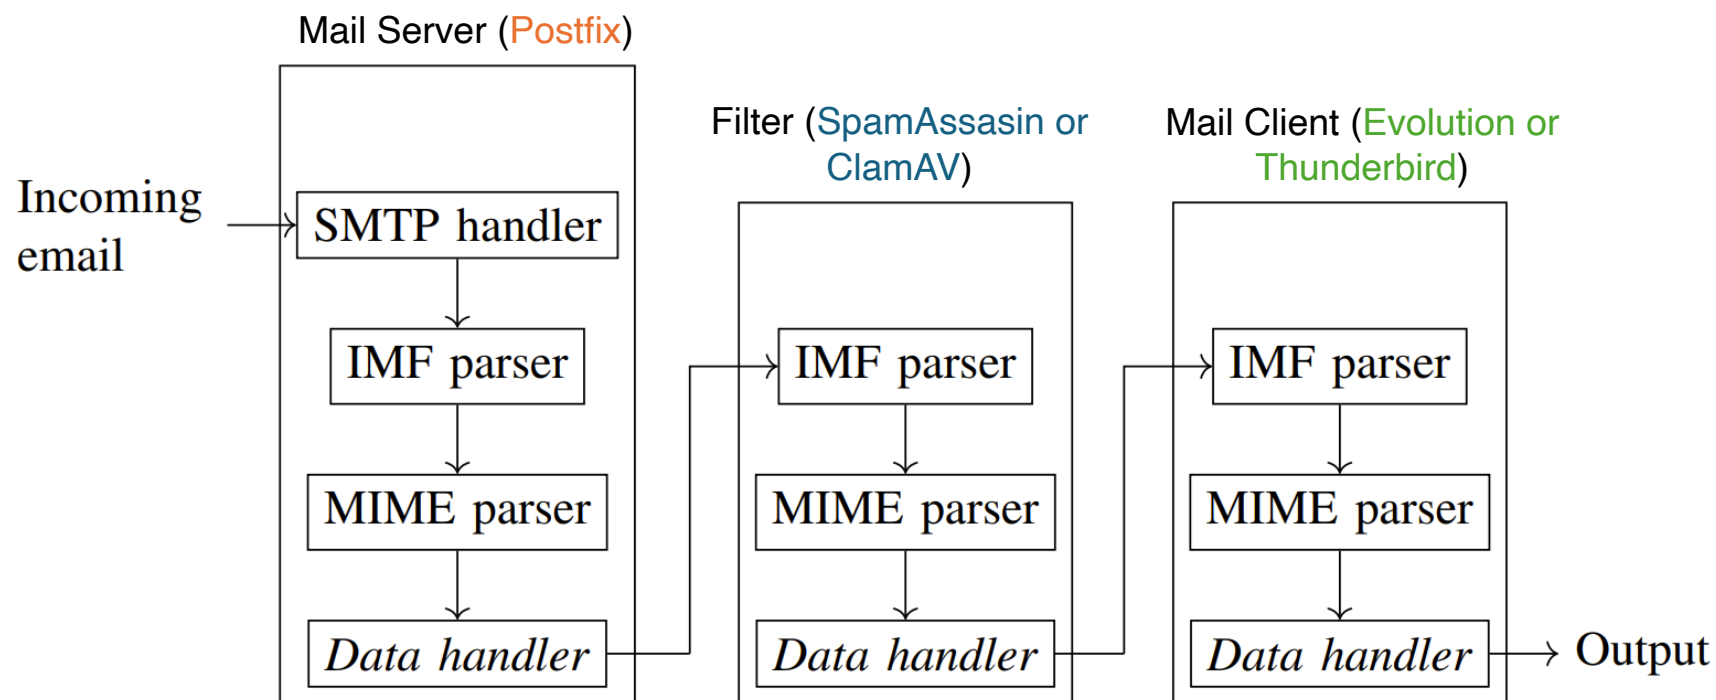 Mail Server (Postfix)
Filter (SpamAssasin or
ClamAV)
Mail Client (Evolution or
Thunderbird)
Incoming
email
SMTP handler
IMF parser
MIME parser
Data handler
IMF parser
MIME parser
Data handler
IMF parser
MIME parser
Data handler
Output